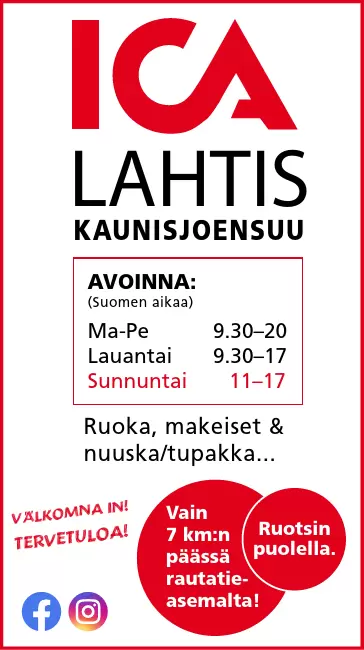 ICA
LAHTIS
KAUNISJOENSUU
AVOINNA:
(Suomen aikaa)
Ma-Pe 9.30–20
Lauantai 9.30–17
Sunnuntai 11–17
Ruoka, makeiset &
nuuska/tupakka...
VÄLKOMNA IN!
TERVETULOA!
Vain
7 km:n
päässä
rautatie-
asemalta!
Ruotsin
puolella.